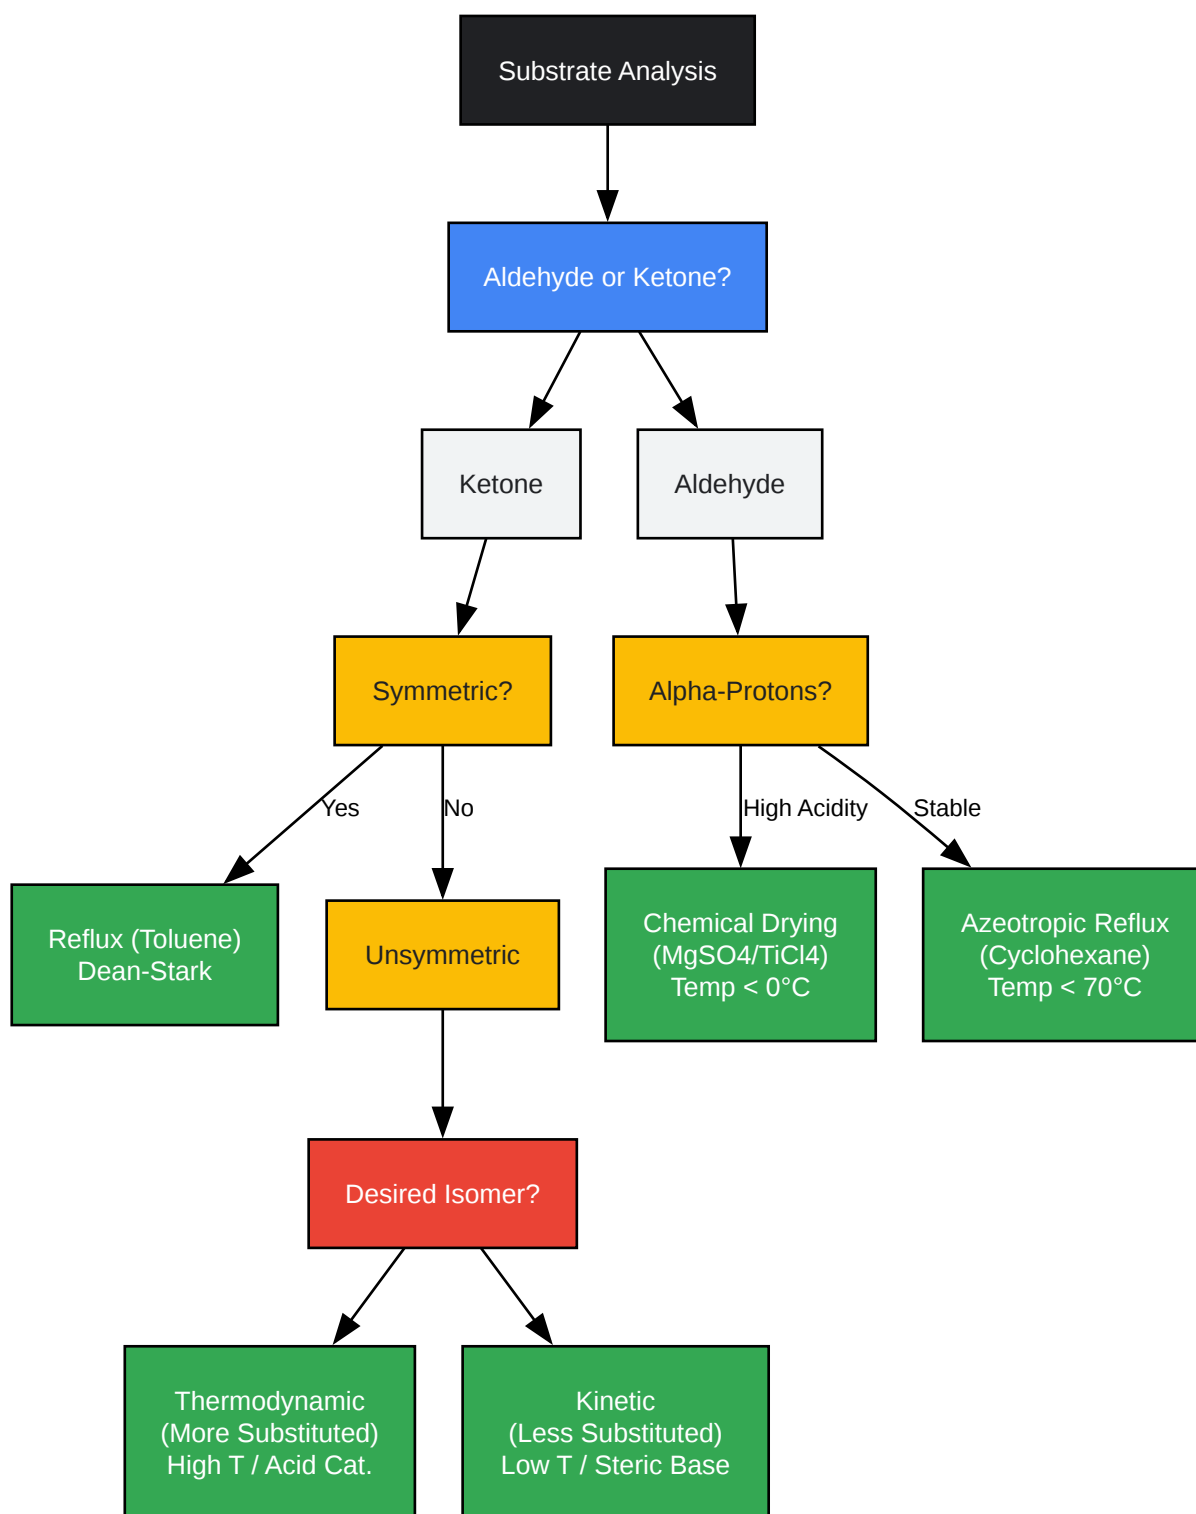 Substrate Analysis
Aldehyde or Ketone?
Ketone
Aldehyde
Symmetric?
Alpha-Protons?
Yes
No
High Acidity
Stable
Reflux (Toluene)
Dean-Stark
Unsymmetric
Chemical Drying
(MgSO4/TiCl4)
Temp < 0°C
Azeotropic Reflux
(Cyclohexane)
Temp < 70°C
Desired Isomer?
Thermodynamic
(More Substituted)
High T / Acid Cat.
Kinetic
(Less Substituted)
Low T / Steric Base